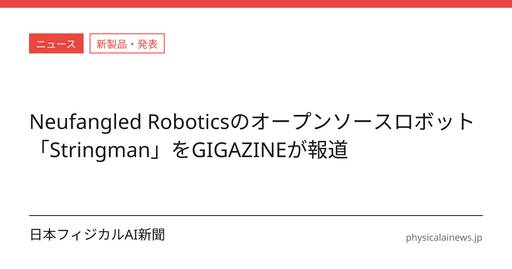 ニュース 新製品・発表
Neufangled Roboticsのオープンソースロボット
「Stringman」をGIGAZINEが報道
日本フィジカルAI新聞
physicalainews.jp